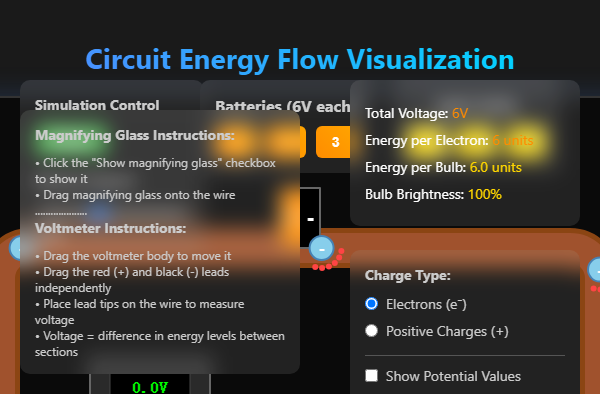 Circuit Energy Flow Visualization
Simulation Control
Batteries (6V each
3
Magnifying Glass Instructions:
• Click the "Show magnifying glass" checkbox
to show it
• Drag magnifying glass onto the wire
....................
Voltmeter Instructions:
• Drag the voltmeter body to move it
• Drag the red (+) and black (-) leads
independently
• Place lead tips on the wire to measure
voltage
• Voltage = difference in energy levels between
sections
0.0V
Total Voltage: 6V
Energy per Electron: 6 units
Energy per Bulb: 6.0 units
Bulb Brightness: 100%
-
-
-
Charge Type:
Electrons (e⁻)
Positive Charges (+)
Show Potential Values